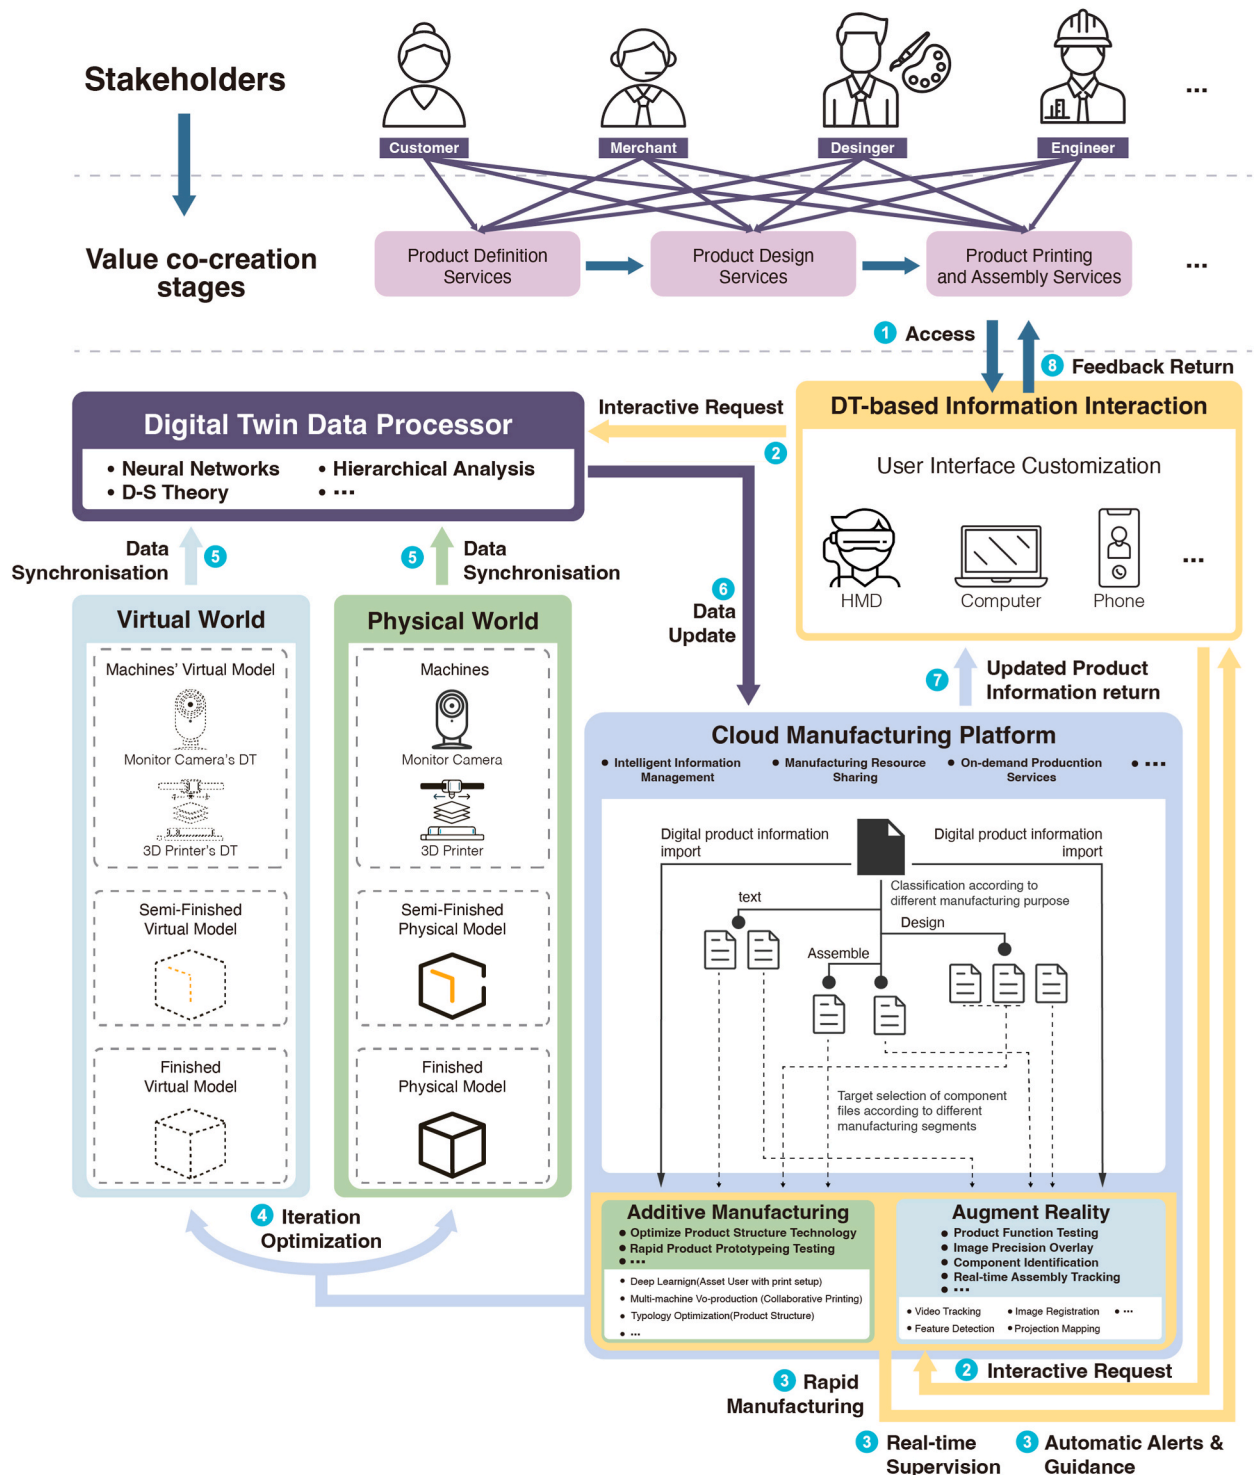 Stakeholders
Customer
Merchant
Desinger
Engineer
...
Value co-creation
stages
Product Definition
Services
Product Design
Services
Product Printing
and Assembly Services
...
1 Access
8 Feedback Return
Digital Twin Data Processor
• Neural Networks
• Hierarchical Analysis
• D-S Theory
• ...
Interactive Request
2
DT-based Information Interaction
User Interface Customization
HMD
Computer
Phone
...
Data
Synchronisation
5
5
Data
Synchronisation
6
Data
Update
7
Updated Product
Information return
Virtual World
Machines' Virtual Model
Monitor Camera's DT
3D Printer's DT
Semi-Finished
Virtual Model
Finished
Virtual Model
Physical World
Machines
Monitor Camera
3D Printer
Semi-Finished
Physical Model
Finished
Physical Model
4 Iteration
Optimization
Cloud Manufacturing Platform
• Intelligent Information
Management
• Manufacturing Resource
Sharing
• On-demand Producntion
Services
• ...
Digital product information
import
Digital product information
import
Classification according to
different manufacturing purpose
text
Design
Assemble
Target selection of component
files according to different
manufacturing segments
Additive Manufacturing
• Optimize Product Structure Technology
• Rapid Product Prototypeing Testing
• ...
• Deep Learnign(Asset User with print setup)
• Multi-machine Vo-production (Collaborative Printing)
• Typology Optimization(Product Structure)
• ...
Augment Reality
• Product Function Testing
• Image Precision Overlay
• Component Identification
• Real-time Assembly Tracking
• ...
• Video Tracking
• Image Registration
• ...
• Feature Detection
• Projection Mapping
2 Interactive Request
3 Rapid
Manufacturing
3 Real-time
Supervision
3 Automatic Alerts &
Guidance